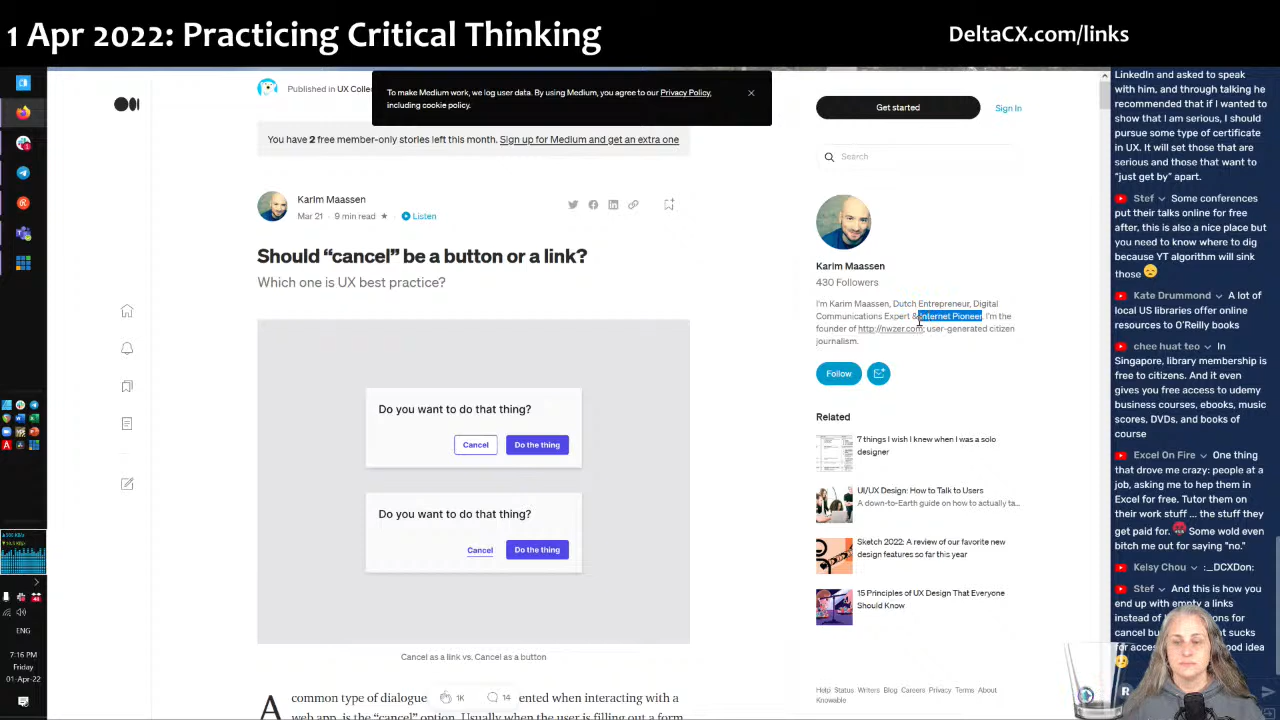 1 Apr 2022: Practicing Critical Thinking
DeltaCX.com/links
Published in UX Collec
To make Medium work, we log user data. By using Medium, you agree to our Privacy Policy,
including cookie policy.
You have 2 free member-only stories left this month. Sign up for Medium and get an extra one
Karim Maassen
Mar 21 · 9 min read
Listen
Should “cancel” be a button or a link?
Which one is UX best practice?
Do you want to do that thing?
Cancel
Do the thing
Do you want to do that thing?
Cancel
Do the thing
Cancel as a link vs. Cancel as a button
A common type of dialogue
1K
14
ented when interacting with a
web app, is the “cancel” option. Usually when the user is filling out a form
Get started
Sign In
Search
Karim Maassen
430 Followers
I'm Karim Maassen, Dutch Entrepreneur, Digital
Communications Expert & Internet Pioneer. I'm the
founder of http://nwzer.com; user-generated citizen
journalism.
Follow
Related
7 things I wish I knew when I was a solo
designer
UI/UX Design: How to Talk to Users
A down-to-Earth guide on how to actually ta...
Sketch 2022: A review of our favorite new
design features so far this year
15 Principles of UX Design That Everyone
Should Know
Help Status Writers Blog Careers Privacy Terms About
Knowable
LinkedIn and asked to speak
with him, and through talking he
recommended that if I wanted to
show that I am serious, I should
pursue some type of certificate
in UX. It will set those that are
serious and those that want to
"just get by" apart.
Stef Some conferences
put their talks online for free
after, this is also a nice place but
you need to know where to dig
because YT algorithm will sink
those
Kate Drummond A lot of
local US libraries offer online
resources to O'Reilly books
chee huat teo In
Singapore, library membership is
free to citizens. And it even
gives you free access to udemy
business courses, ebooks, music
scores, DVDs, and books of
course
Excel On Fire One thing
that drove me crazy: people at a
job, asking me to help them in
Excel for free. Tutor them on
their work stuff ... the stuff they
get paid for. Some wold even
bitch me out for saying "no."
Kelsy Chou :_DCXDon:
Stef And this is how you
end up with empty a links
instead of
ons for
cancel bu
t sucks
for acces
ood idea
ENG
7:16 PM
Friday
01-Apr-22